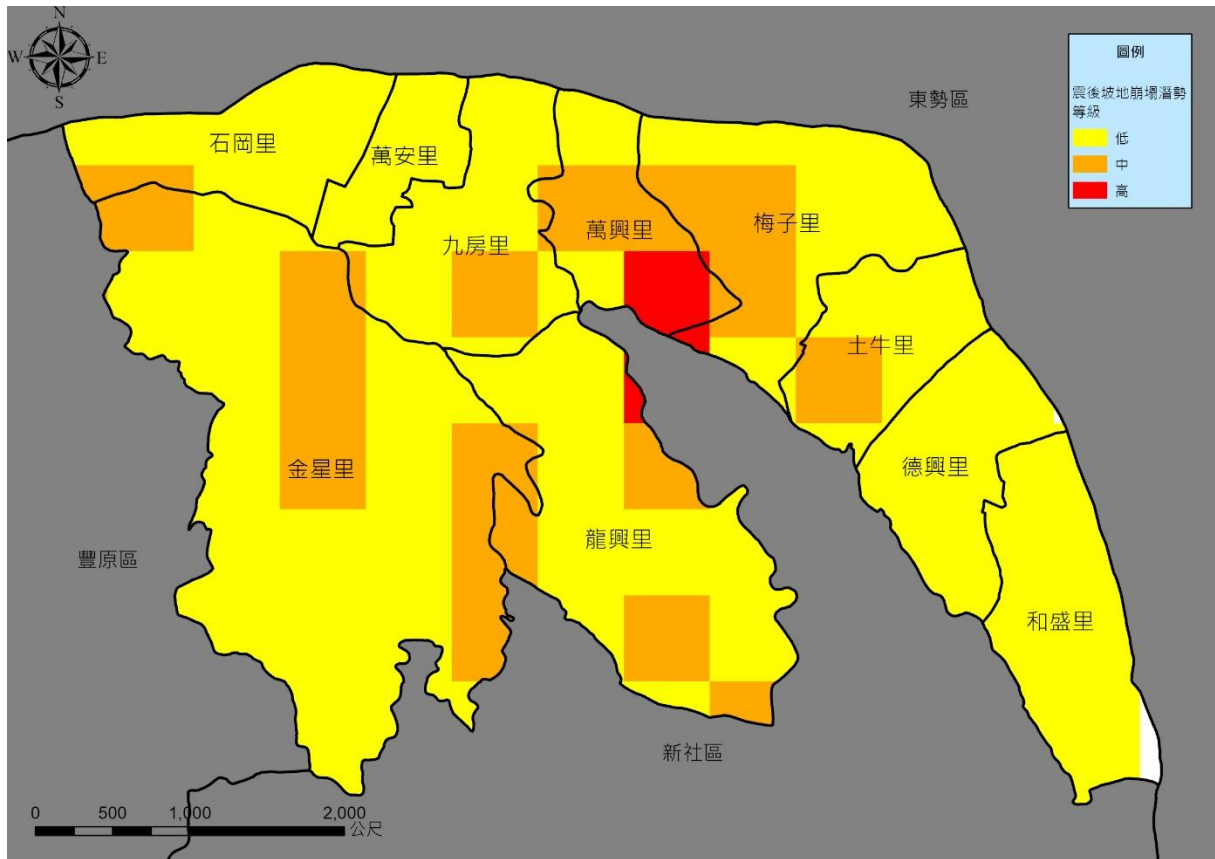 N
W
E
S
圖例
震後坡地崩塌潛勢
等級
低
中
高
東勢區
石岡里
萬安里
九房里
萬興里
梅子里
土牛里
金星里
德興里
龍興里
豐原區
和盛里
新社區
0 500 1,000 2,000
公尺